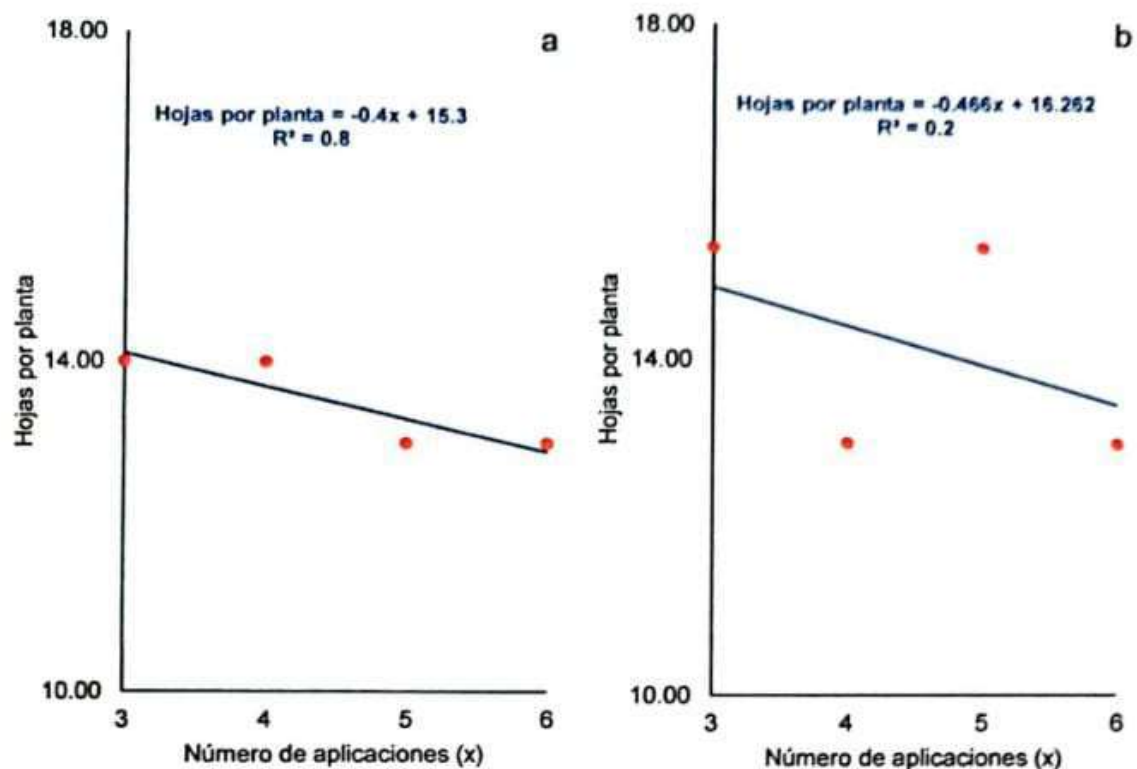 a
18.00
Hojas por planta = -0.4x + 15.3
R² = 0.8
Hojas por planta
14.00
10.00
3 4 5 6
Número de aplicaciones (x)
b
18.00
Hojas por planta = -0.466x + 16.262
R² = 0.2
Hojas por planta
14.00
10.00
3 4 5 6
Número de aplicaciones (x)